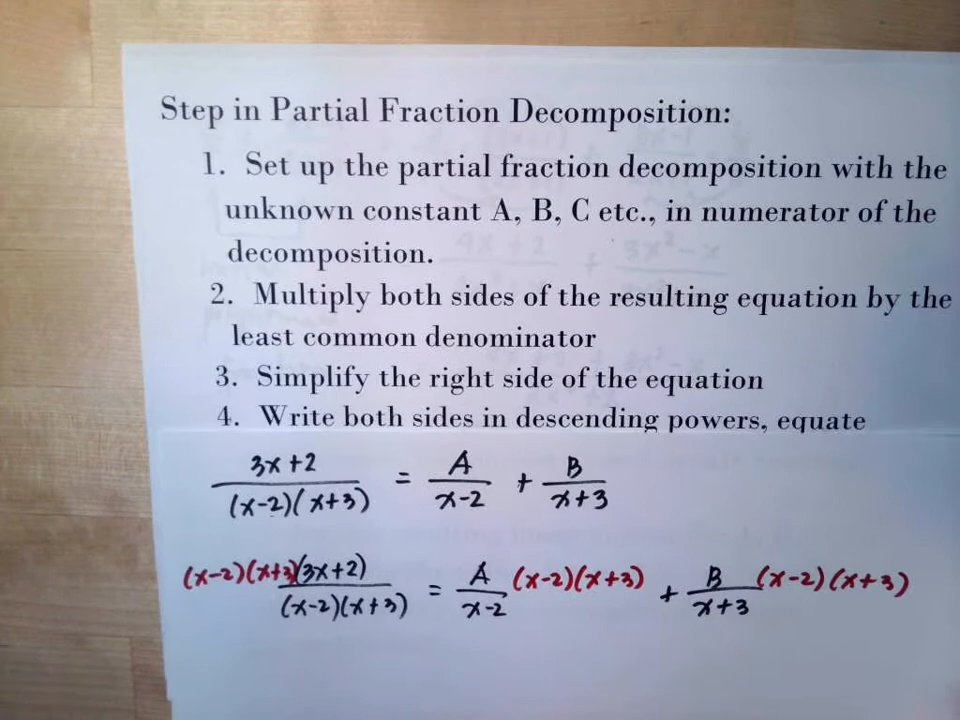 Step in Partial Fraction Decomposition:
1. Set up the partial fraction decomposition with the
unknown constant A, B, C etc., in numerator of the
decomposition.
2. Multiply both sides of the resulting equation by the
least common denominator
3. Simplify the right side of the equation
4. Write both sides in descending powers, equate
3x+2 / (x-2)(x+3) = A / x-2 + B / x+3
(x-2)(x+3)(3x+2) / (x-2)(x+3) = A / x-2 (x-2)(x+3) + B / x+3 (x-2)(x+3)